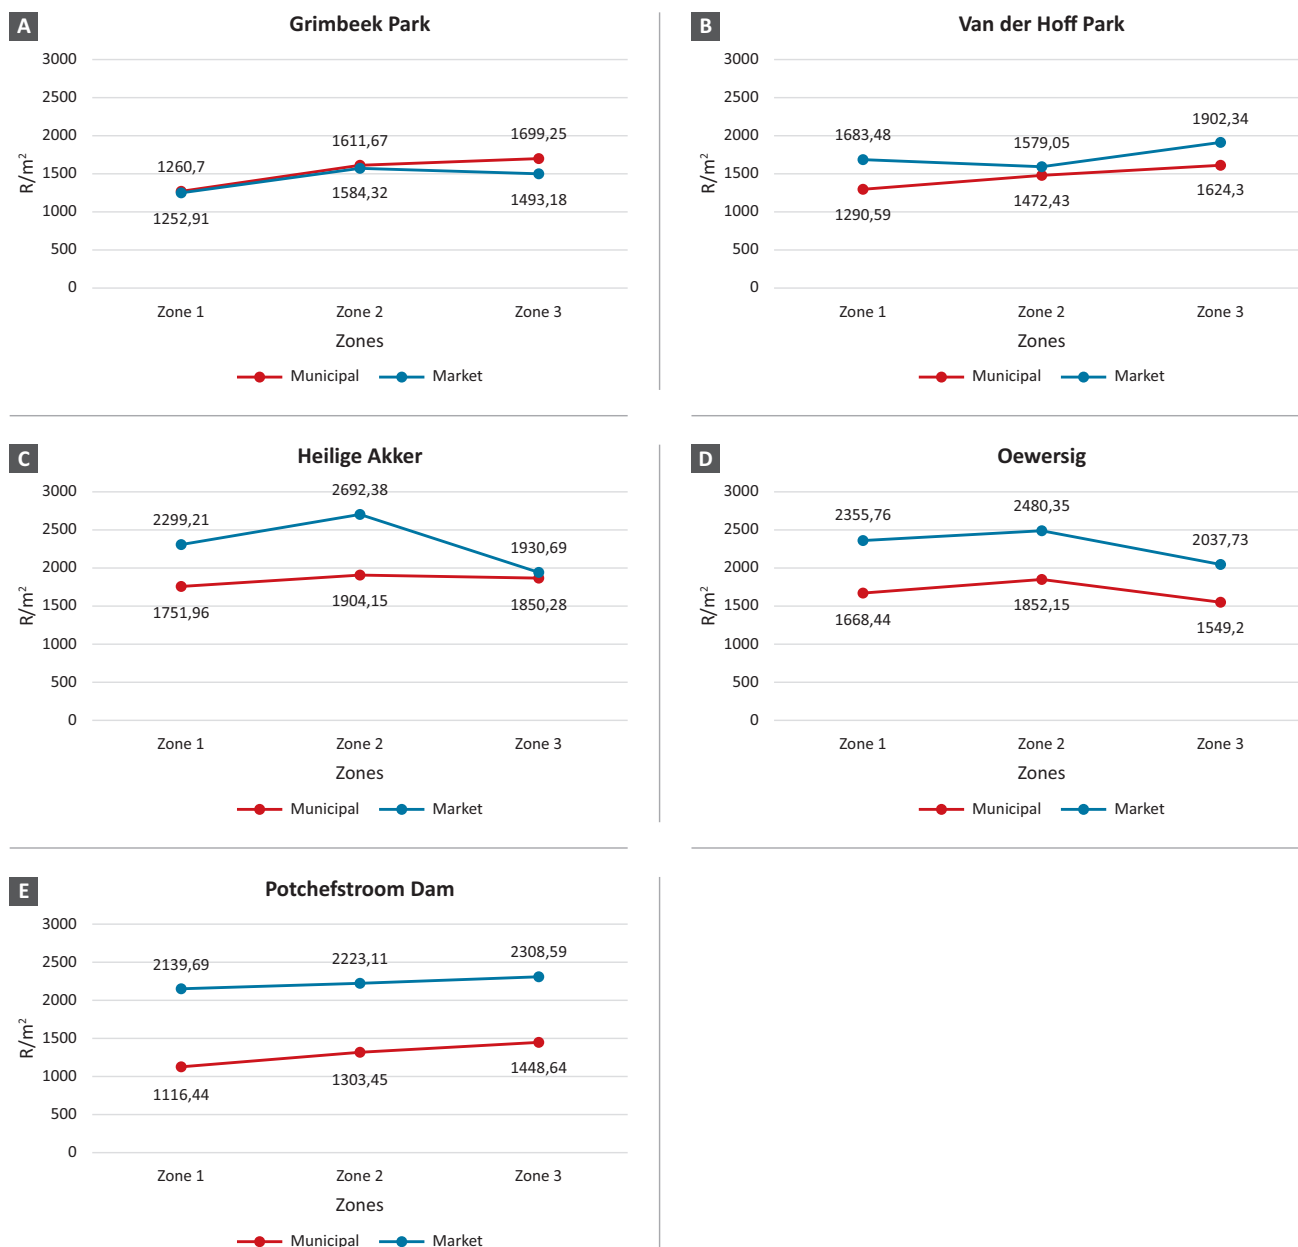 A
Grimbeek Park
3000
2500
2000
1500
1000
500
0
R/m²
1260,7
1611,67
1699,25
1252,91
1584,32
1493,18
Zone 1 Zone 2 Zone 3
Zones
Municipal Market
B
Van der Hoff Park
3000
2500
2000
1500
1000
500
0
R/m²
1683,48
1579,05
1902,34
1290,59
1472,43
1624,3
Zone 1 Zone 2 Zone 3
Zones
Municipal Market
C
Heilige Akker
3000
2500
2000
1500
1000
500
0
R/m²
2299,21
2692,38
1930,69
1751,96
1904,15
1850,28
Zone 1 Zone 2 Zone 3
Zones
Municipal Market
D
Oewersig
3000
2500
2000
1500
1000
500
0
R/m²
2355,76
2480,35
2037,73
1668,44
1852,15
1549,2
Zone 1 Zone 2 Zone 3
Zones
Municipal Market
E
Potchefstroom Dam
3000
2500
2000
1500
1000
500
0
R/m²
2139,69
2223,11
2308,59
1116,44
1303,45
1448,64
Zone 1 Zone 2 Zone 3
Zones
Municipal Market